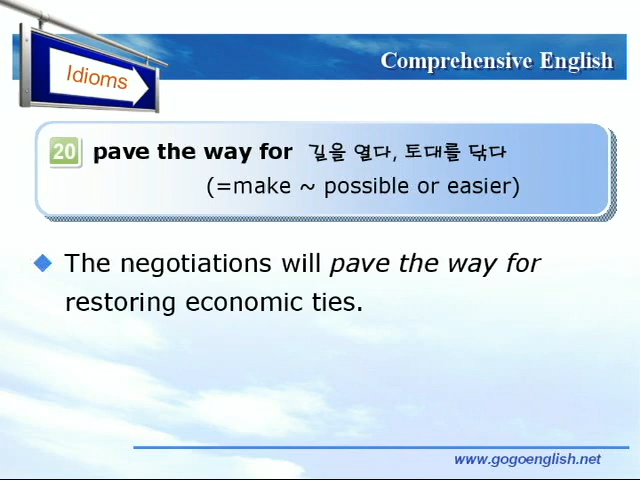 Comprehensive English
Idioms
20 pave the way for 길을 열다, 토대를 닦다
(=make ~ possible or easier)
The negotiations will pave the way for
restoring economic ties.
www.gogoenglish.net